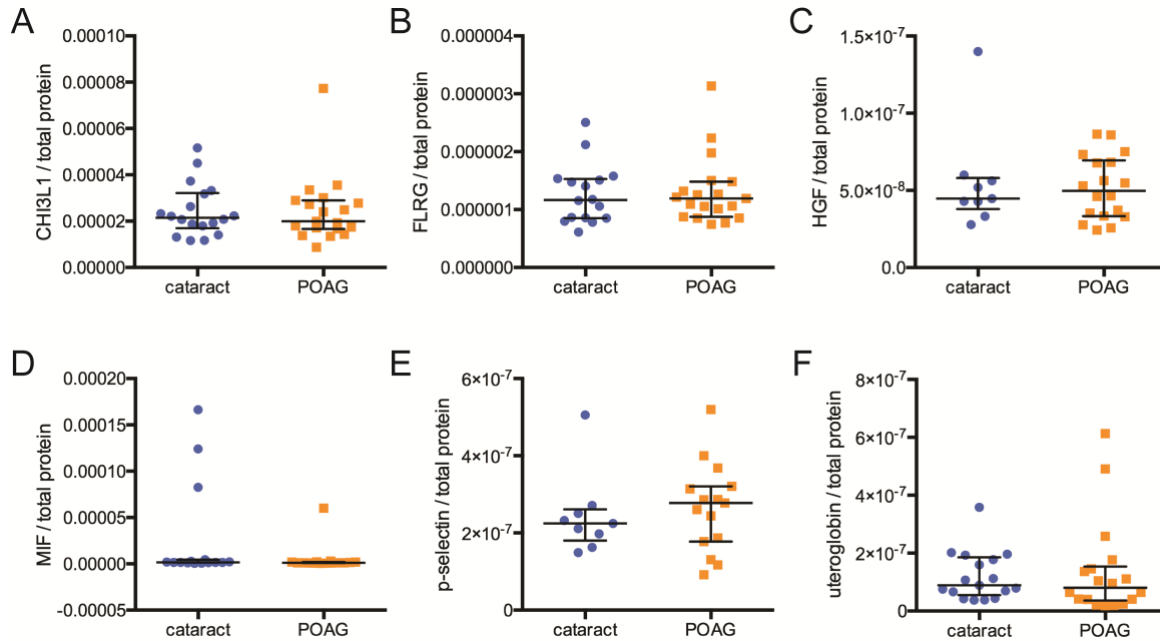 A
CHI3L1 / total protein
0.00010
0.00008
0.00006
0.00004
0.00002
0.00000
cataract
POAG
B
FLRG / total protein
0.000004
0.000003
0.000002
0.000001
0.000000
cataract
POAG
C
HGF / total protein
1.5×10⁻⁷
1.0×10⁻⁷
5.0×10⁻⁸
0.0
cataract
POAG
D
MIF / total protein
0.00020
0.00015
0.00010
0.00005
0.00000
-0.00005
cataract
POAG
E
p-selectin / total protein
6×10⁻⁷
4×10⁻⁷
2×10⁻⁷
0
cataract
POAG
F
uteroglobin / total protein
8×10⁻⁷
6×10⁻⁷
4×10⁻⁷
2×10⁻⁷
0
cataract
POAG